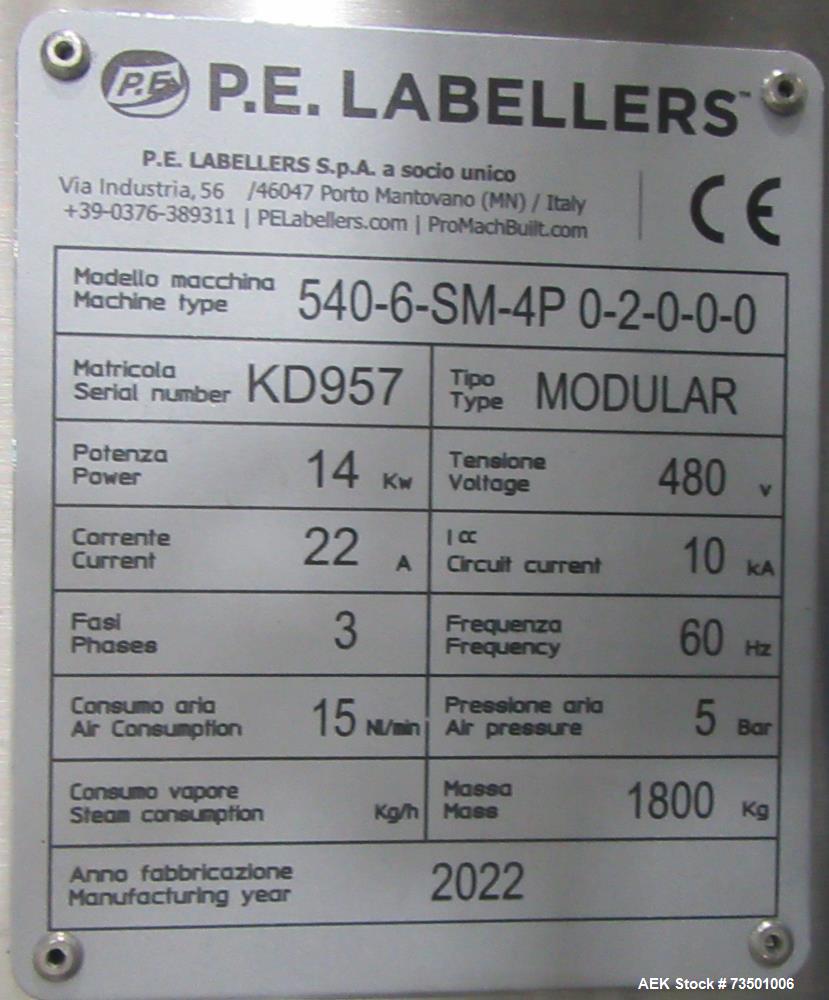 P.E P.E. LABELLERS™
P.E. LABELLERS S.p.A. a socio unico
Via Industria, 56 /46047 Porto Mantovano (MN) / Italy
+39-0376-389311 | PELabellers.com | ProMachBuilt.com
CE
Modello macchina
Machine type 540-6-SM-4P 0-2-0-0-0
Matricola
Serial number KD957
Tipo
Type MODULAR
Potenza
Power 14 Kw
Tensione
Voltage 480 V
Corrente
Current 22 A
I cc
Circuit current 10 kA
Fasi
Phases 3
Frequenza
Frequency 60 Hz
Consumo aria
Air Consumption 15 Nl/min
Pressione aria
Air pressure 5 Bar
Consumo vapore
Steam consumption Kg/h
Massa
Mass 1800 Kg
Anno fabbricazione
Manufacturing year 2022
AEK Stock # 73501006